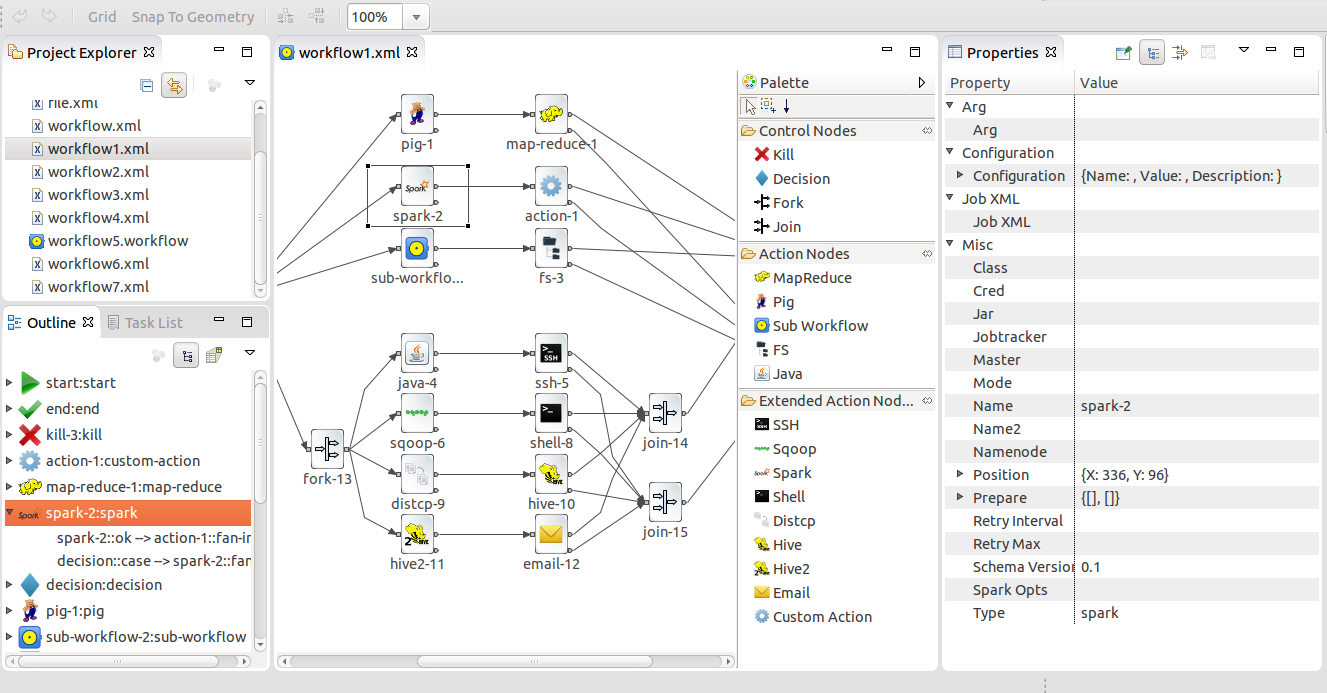 Grid Snap To Geometry 100%
Project Explorer
file.xml
workflow.xml
workflow1.xml
workflow2.xml
workflow3.xml
workflow4.xml
workflow5.workflow
workflow6.xml
workflow7.xml
Outline Task List
start:start
end:end
kill-3:kill
action-1:custom-action
map-reduce-1:map-reduce
Spark spark-2:spark
spark-2::ok --> action-1::fan-in
decision::case --> spark-2::fan
decision:decision
pig-1:pig
sub-workflow-2:sub-workflow
workflow1.xml
pig-1 map-reduce-1
Spark
spark-2 action-1
sub-workflo... fs-3
>_ SSH
java-4 ssh-5
sqoop >_
sqoop-6 shell-8 join-14
HIVE
fork-13 distcp-9 hive-10
2 HIVE
join-15
hive2-11 email-12
Palette
Control Nodes
Kill
Decision
Fork
Join
Action Nodes
MapReduce
Pig
Sub Workflow
FS
Java
Extended Action Nod...
SSH
Sqoop
Spark
Shell
Distcp
Hive
Hive2
Email
Custom Action
Properties
Property Value
Arg
Arg
Configuration
Configuration {Name: , Value: , Description: }
Job XML
Job XML
Misc
Class
Cred
Jar
Jobtracker
Master
Mode
Name spark-2
Name2
Namenode
Position {X: 336, Y: 96}
Prepare {[], []}
Retry Interval
Retry Max
Schema Version 0.1
Spark Opts
Type spark